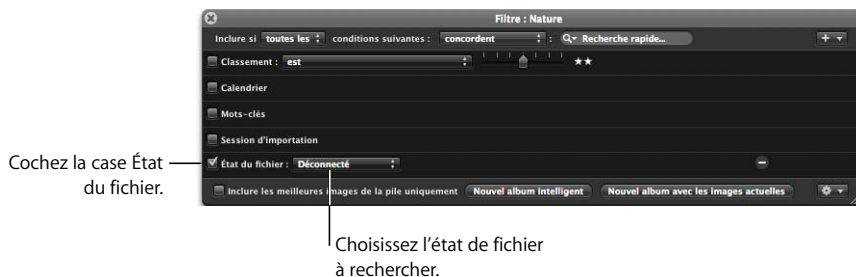 Filtre : Nature
Inclure si toutes les conditions suivantes : concordent : Recherche rapide...
Classement : est ★★
Calendrier
Mots-clés
Session d'importation
État du fichier : Déconnecté
Inclure les meilleures images de la pile uniquement Nouvel album intelligent Nouvel album avec les images actuelles
Cochez la case État
du fichier.
Choisissez l’état de fichier
à rechercher.